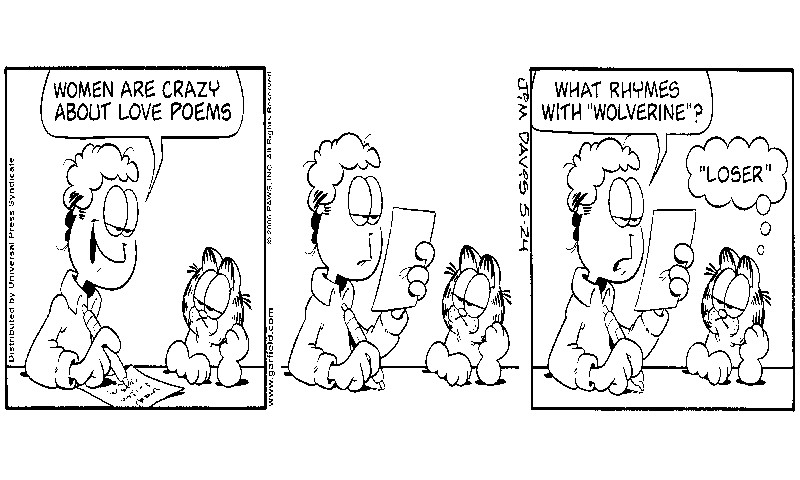 WOMEN ARE CRAZY
ABOUT LOVE POEMS
Distributed by Universal Press Syndicate
© 2000 PAWS, INC. All Rights Reserved.
www.garfield.com
WHAT RHYMES
WITH "WOLVERINE"?
"LOSER"
JIM DAVIS 5-24